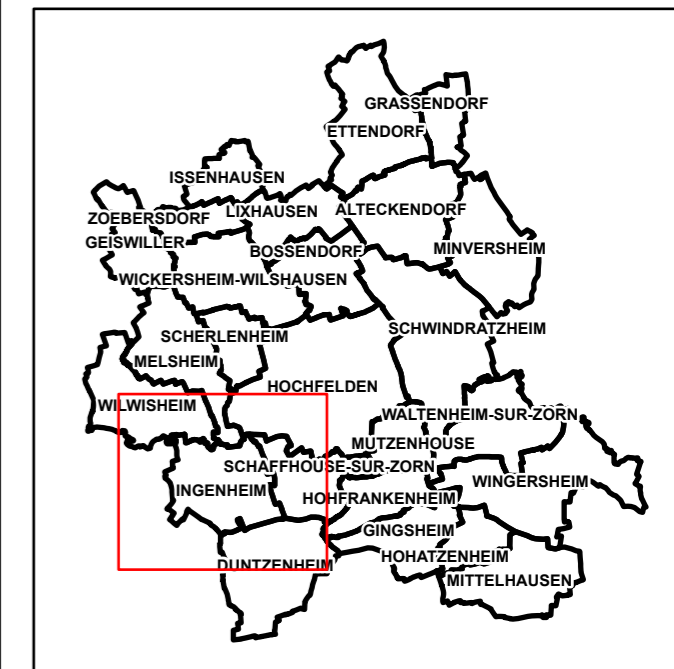 GRASSENDORF
ETTENDORF
ISSENHAUSEN
ZOEBERSDORF
LIXHAUSEN
ALTECKENDORF
GEISWILLER
BOSSENDORF
MINVERSHEIM
WICKERSHEIM-WILSHAUSEN
SCHERLENHEIM
SCHWINDRATZHEIM
MELSHEIM
HOCHFELDEN
WILWISHEIM
WALTENHEIM-SUR-ZORN
MUTZENHOUSE
SCHAFFHOUSE-SUR-ZORN
WINGERSHEIM
INGENHEIM
HOHFRANKENHEIM
GINGSHEIM
HOHATZENHEIM
DUNTZENHEIM
MITTELHAUSEN